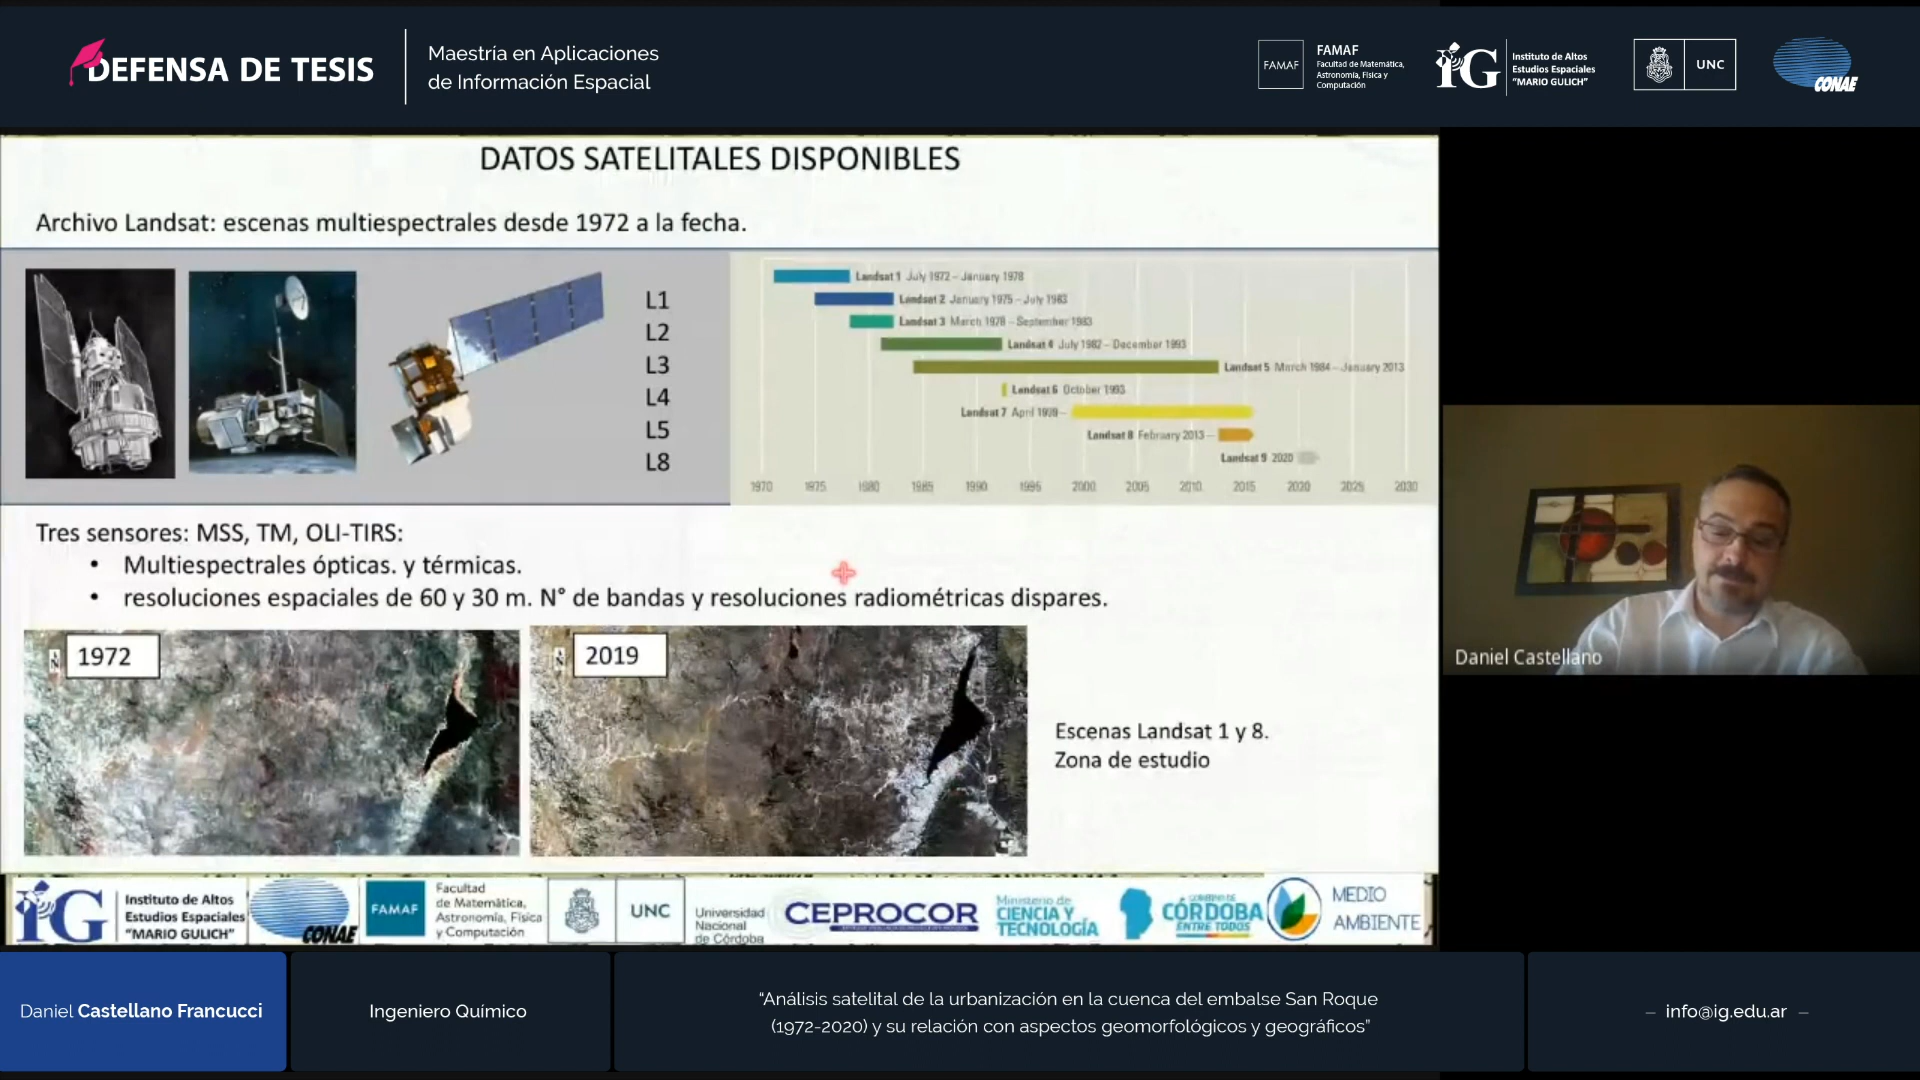 DEFENSA DE TESIS
Maestría en Aplicaciones
de Información Espacial
FAMAF
FAMAF
Facultad de Matemática,
Astronomía, Física y
Computación
iG
Instituto de Altos
Estudios Espaciales
"MARIO GULICH"
UNC
CONAE
DATOS SATELITALES DISPONIBLES
Archivo Landsat: escenas multiespectrales desde 1972 a la fecha.
L1
L2
L3
L4
L5
L8
Landsat 1 July 1972 – January 1978
Landsat 2 January 1975 – July 1983
Landsat 3 March 1978 – September 1983
Landsat 4 July 1982 – December 1993
Landsat 5 March 1984 – January 2013
Landsat 6 October 1993
Landsat 7 April 1999 –
Landsat 8 February 2013 –
Landsat 9 2020
1970 1975 1980 1985 1990 1995 2000 2005 2010 2015 2020 2025 2030
Tres sensores: MSS, TM, OLI-TIRS:
• Multiespectrales ópticas. y térmicas.
• resoluciones espaciales de 60 y 30 m. N° de bandas y resoluciones radiométricas dispares.
N
1972
N
2019
Escenas Landsat 1 y 8.
Zona de estudio
Daniel Castellano
iG
Instituto de Altos
Estudios Espaciales
"MARIO GULICH"
CONAE
FAMAF
Facultad
de Matemática,
Astronomía, Física
y Computación
UNC
Universidad
Nacional
de Córdoba
CEPROCOR
Ministerio de
CIENCIA Y
TECNOLOGÍA
GOBIERNO DE
CÓRDOBA
ENTRE TODOS
MEDIO
AMBIENTE
Daniel Castellano Francucci
Ingeniero Químico
“Análisis satelital de la urbanización en la cuenca del embalse San Roque
(1972-2020) y su relación con aspectos geomorfológicos y geográficos”
– info@ig.edu.ar –